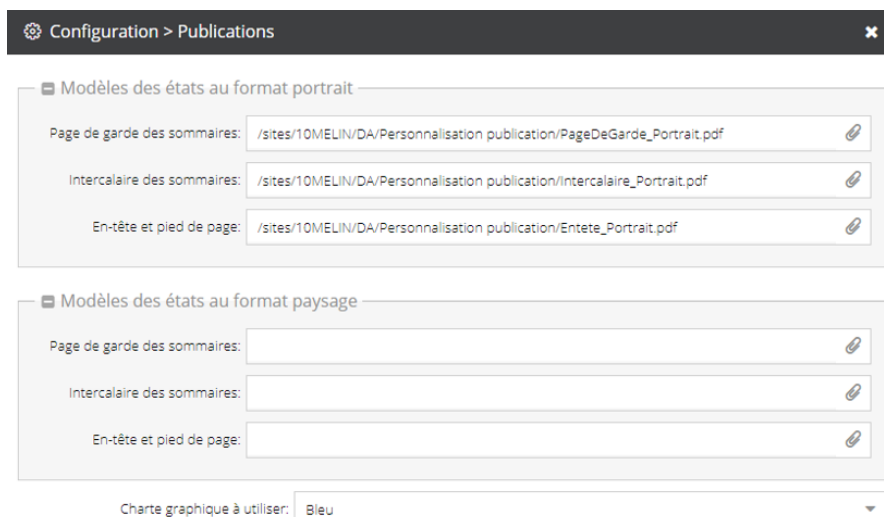 Configuration > Publications
Modèles des états au format portrait
Page de garde des sommaires: /sites/10MELIN/DA/Personnalisation publication/PageDeGarde_Portrait.pdf
Intercalaire des sommaires: /sites/10MELIN/DA/Personnalisation publication/Intercalaire_Portrait.pdf
En-tête et pied de page: /sites/10MELIN/DA/Personnalisation publication/Entete_Portrait.pdf
Modèles des états au format paysage
Page de garde des sommaires:
Intercalaire des sommaires:
En-tête et pied de page:
Charte graphique à utiliser: Bleu